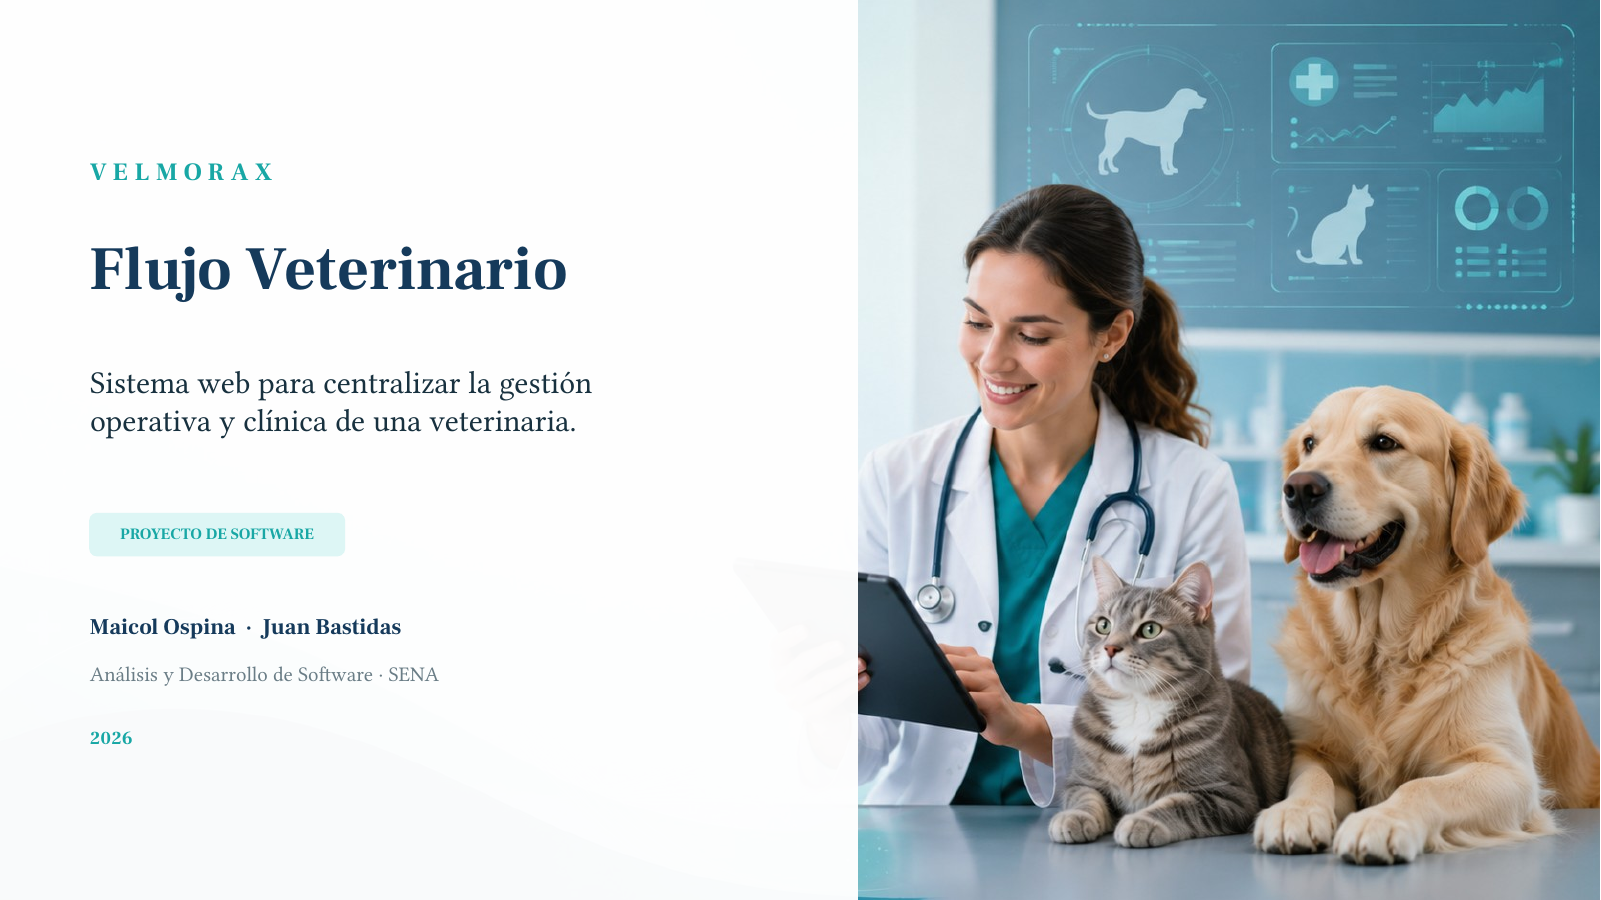 VELMORAX
Flujo Veterinario
Sistema web para centralizar la gestión
operativa y clínica de una veterinaria.
PROYECTO DE SOFTWARE
Maicol Ospina · Juan Bastidas
Análisis y Desarrollo de Software · SENA
2026